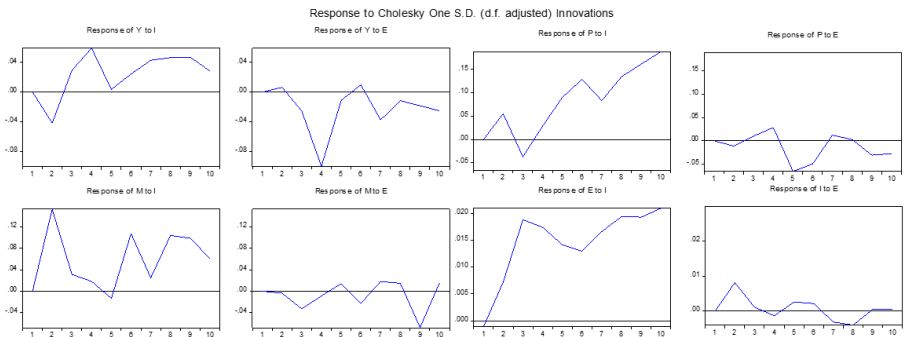 Response to Cholesky One S.D. (d.f. adjusted) Innovations
Response of Y to I
.04
.00
-.04
-.08
1 2 3 4 5 6 7 8 9 10
Response of Y to E
.04
.00
-.04
-.08
1 2 3 4 5 6 7 8 9 10
Response of P to I
.15
.10
.05
.00
-.05
1 2 3 4 5 6 7 8 9 10
Response of P to E
.15
.10
.05
.00
-.05
1 2 3 4 5 6 7 8 9 10
Response of M to I
.12
.08
.04
.00
-.04
1 2 3 4 5 6 7 8 9 10
Response of M to E
.12
.08
.04
.00
-.04
1 2 3 4 5 6 7 8 9 10
Response of E to I
.020
.015
.010
.005
.000
1 2 3 4 5 6 7 8 9 10
Response of I to E
.02
.01
.00
1 2 3 4 5 6 7 8 9 10